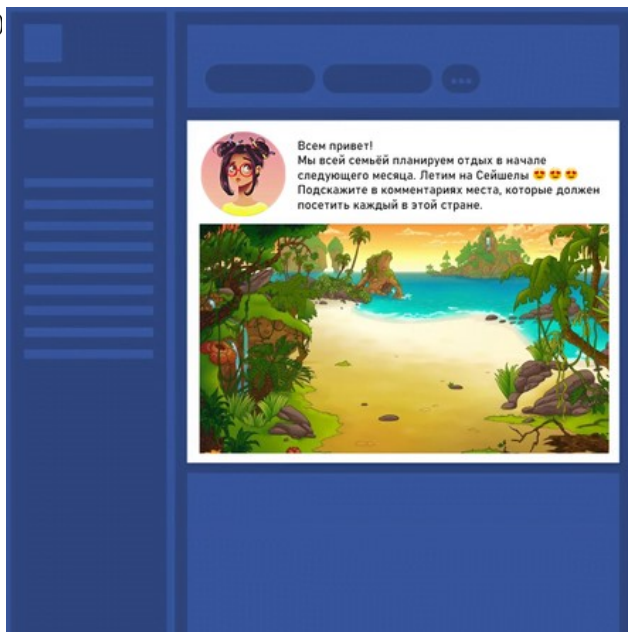 Всем привет!
Мы всей семьёй планируем отдых в начале
следующего месяца. Летим на Сейшелы 😍 😍 😍
Подскажите в комментариях места, которые должен
посетить каждый в этой стране.